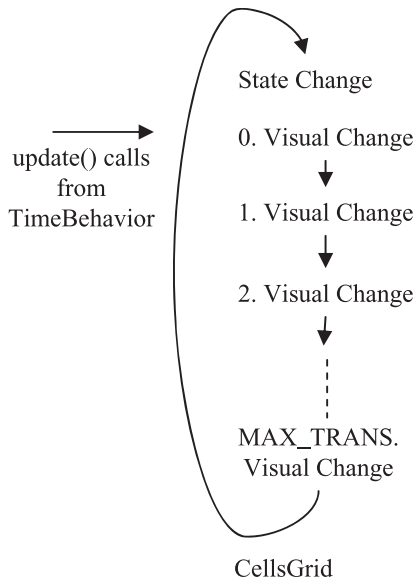 State Change
0. Visual Change
update() calls
from
TimeBehavior
1. Visual Change
2. Visual Change
MAX_TRANS.
Visual Change
CellsGrid